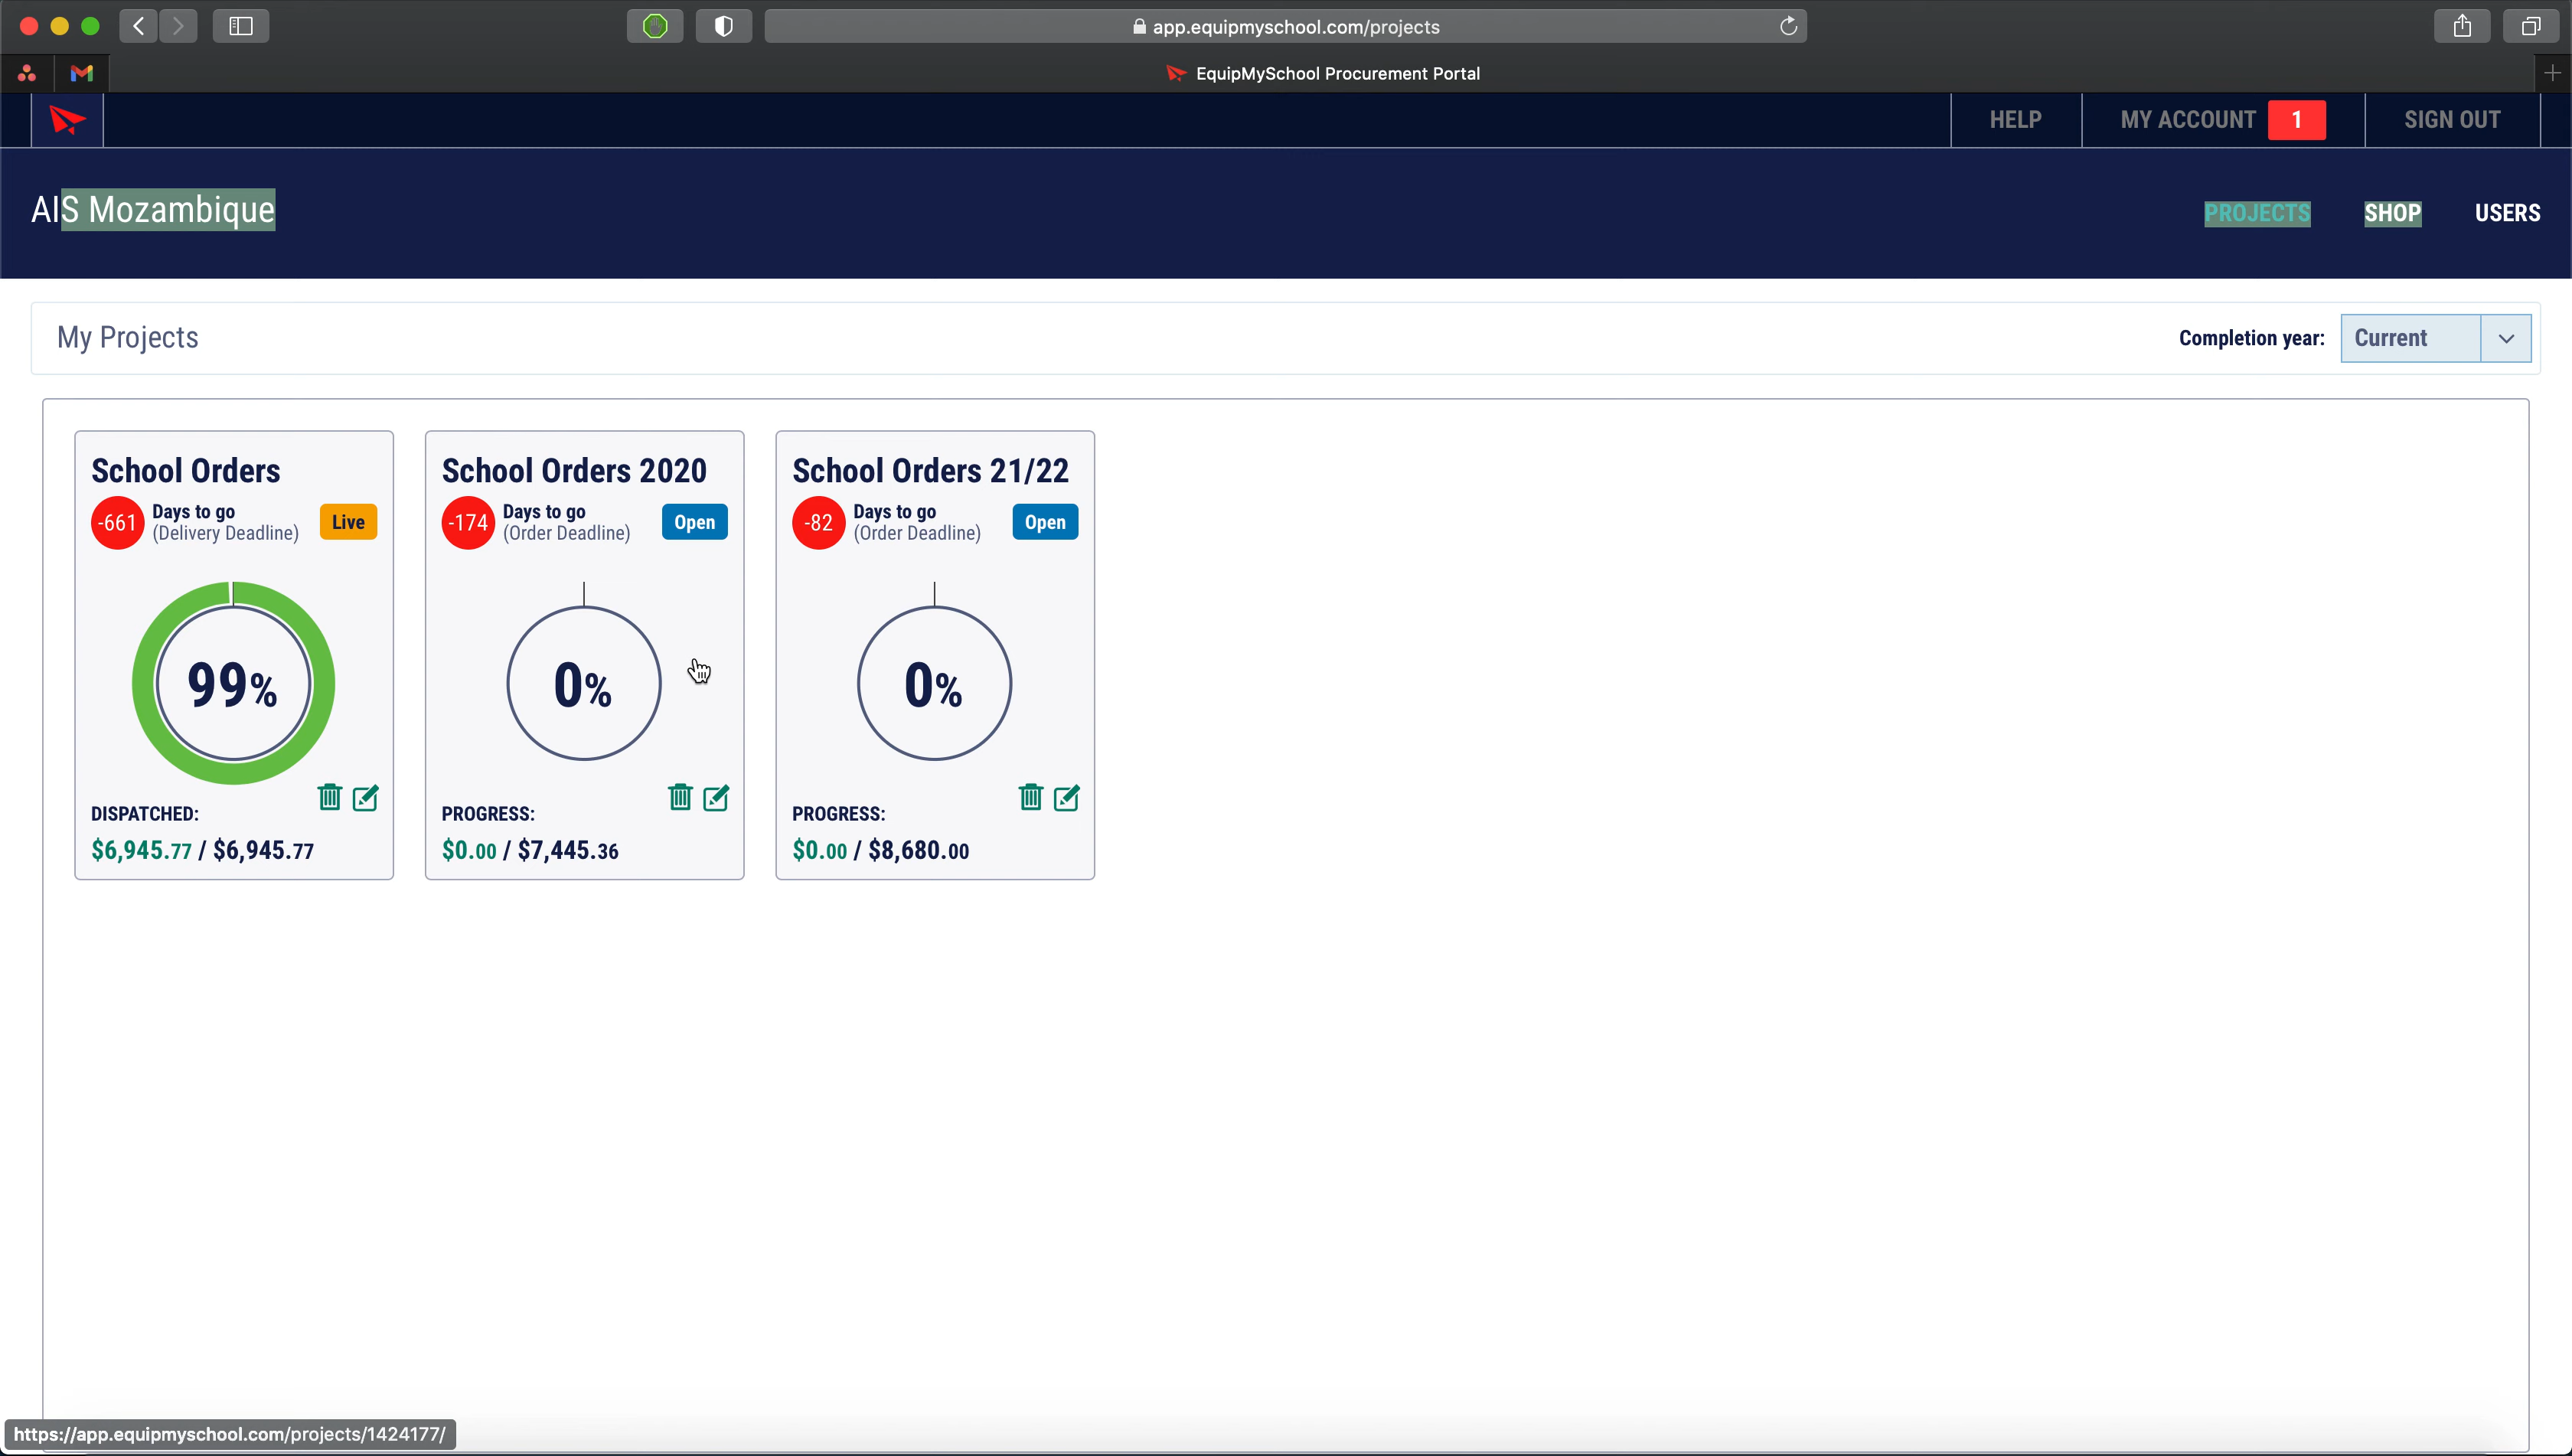 app.equipmyschool.com/projects
EquipMySchool Procurement Portal
HELP
MY ACCOUNT 1
SIGN OUT
AIS Mozambique
PROJECTS SHOP USERS
My Projects
Completion year: Current
School Orders
-661 Days to go
(Delivery Deadline)
Live
99%
DISPATCHED:
$6,945.77 / $6,945.77
School Orders 2020
-174 Days to go
(Order Deadline)
Open
0%
PROGRESS:
$0.00 / $7,445.36
School Orders 21/22
-82 Days to go
(Order Deadline)
Open
0%
PROGRESS:
$0.00 / $8,680.00
https://app.equipmyschool.com/projects/1424177/